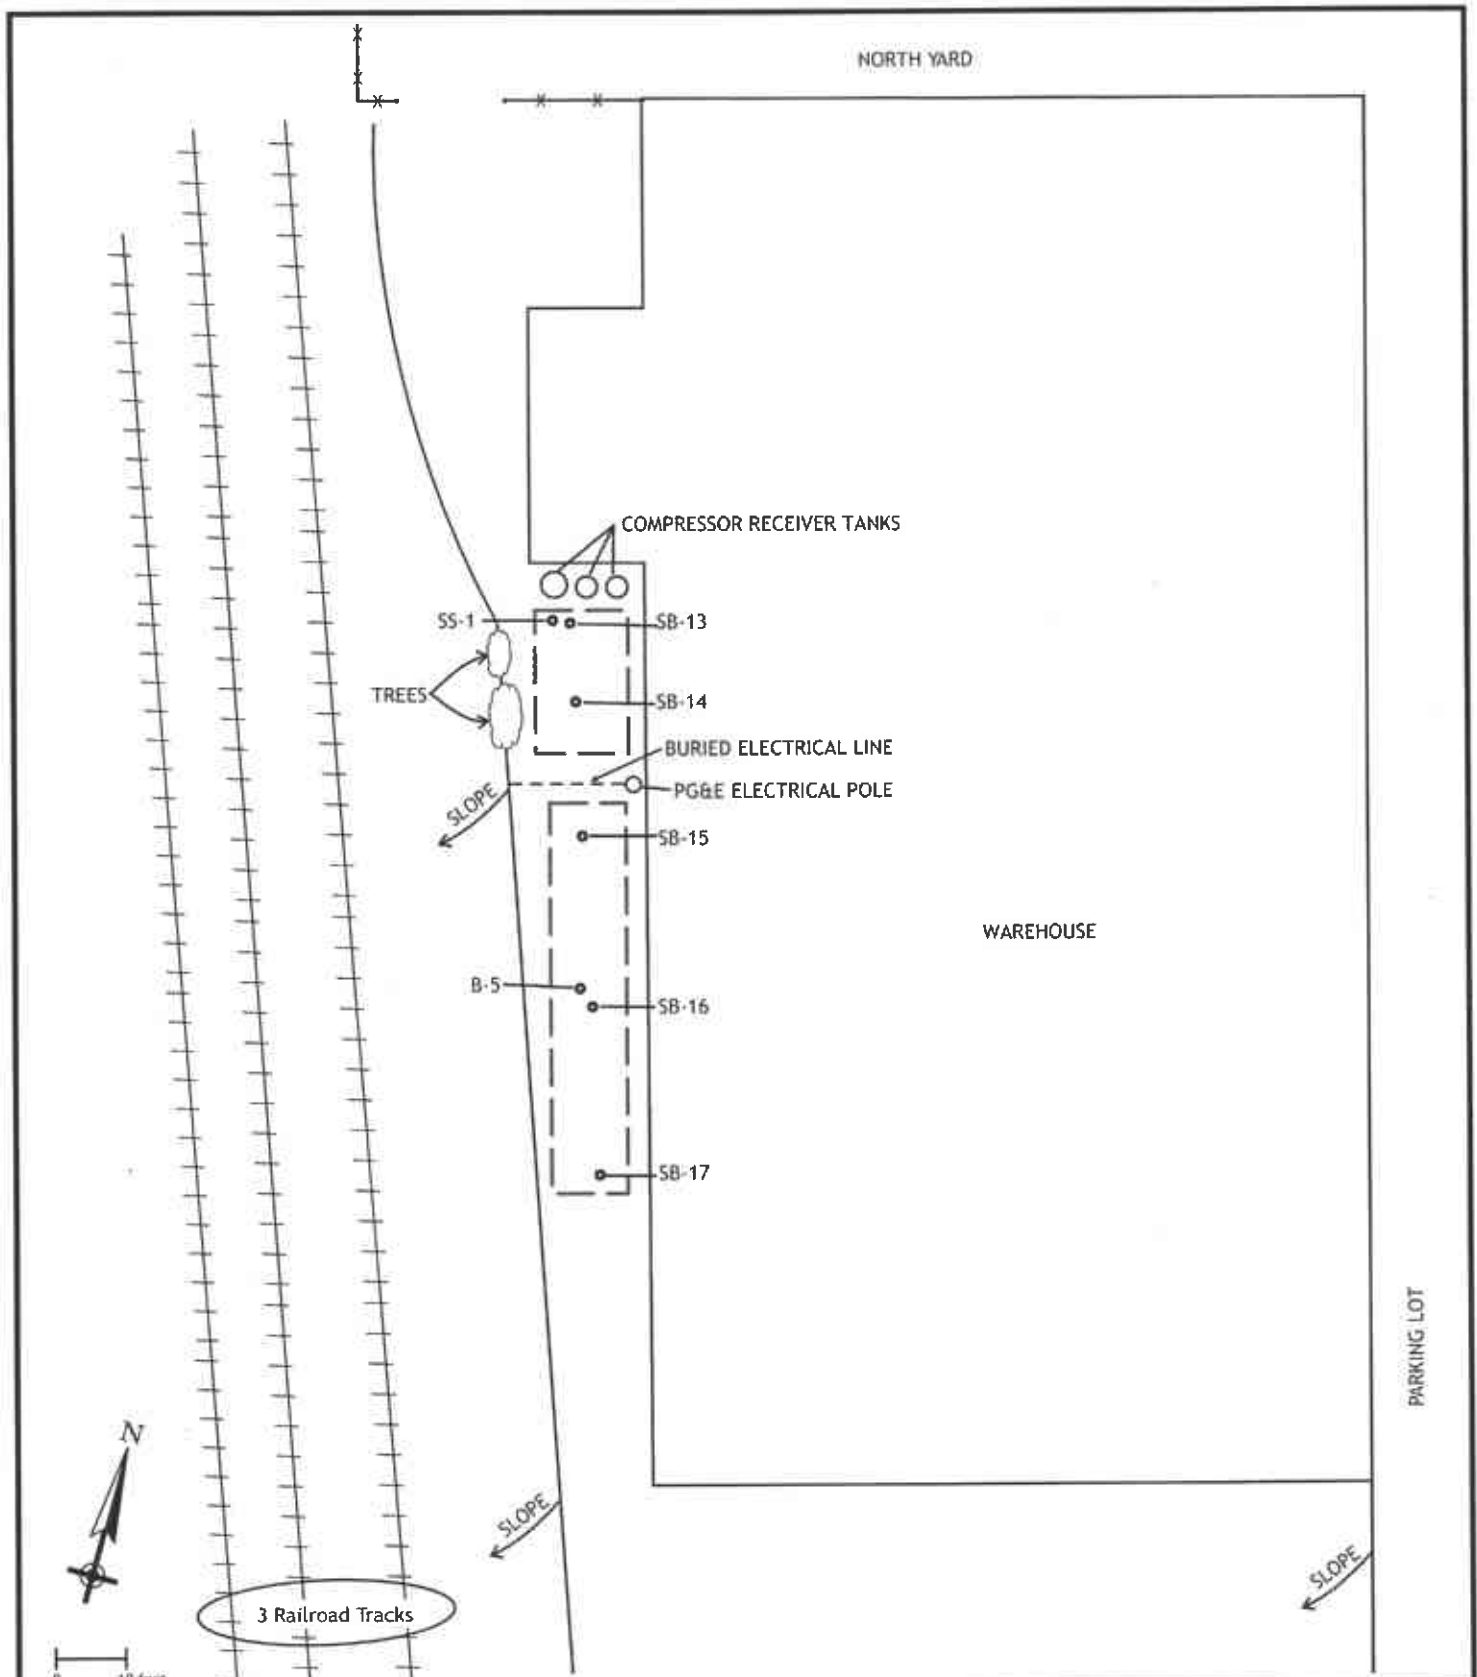 NORTH YARD
COMPRESSOR RECEIVER TANKS
SS-1
SB-13
TREES
SB-14
BURIED ELECTRICAL LINE
PG&E ELECTRICAL POLE
SLOPE
SB-15
WAREHOUSE
B-5
SB-16
SB-17
PARKING LOT
N
SLOPE
SLOPE
3 Railroad Tracks